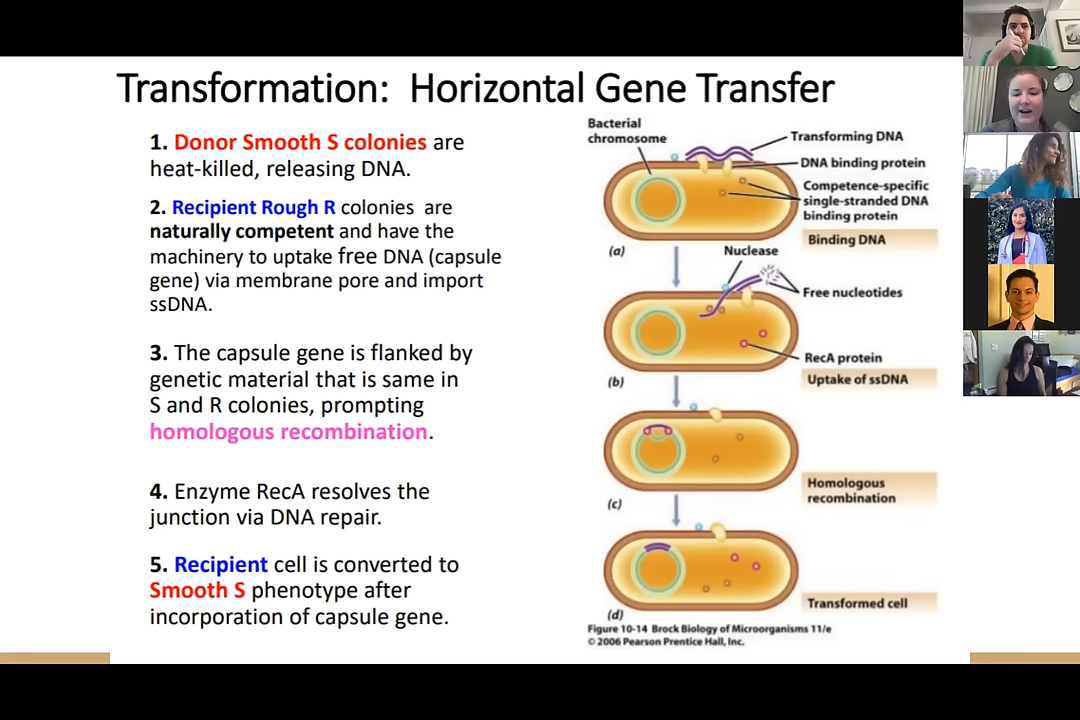 Transformation: Horizontal Gene Transfer
1. Donor Smooth S colonies are
heat-killed, releasing DNA.
2. Recipient Rough R colonies are
naturally competent and have the
machinery to uptake free DNA (capsule
gene) via membrane pore and import
ssDNA.
3. The capsule gene is flanked by
genetic material that is same in
S and R colonies, prompting
homologous recombination.
4. Enzyme RecA resolves the
junction via DNA repair.
5. Recipient cell is converted to
Smooth S phenotype after
incorporation of capsule gene.
Bacterial
chromosome
Transforming DNA
DNA binding protein
Competence-specific
single-stranded DNA
binding protein
Binding DNA
(a)
Nuclease
Free nucleotides
RecA protein
Uptake of ssDNA
(b)
Homologous
recombination
(c)
Transformed cell
(d)
Figure 10-14 Brock Biology of Microorganisms 11/e
© 2006 Pearson Prentice Hall, Inc.